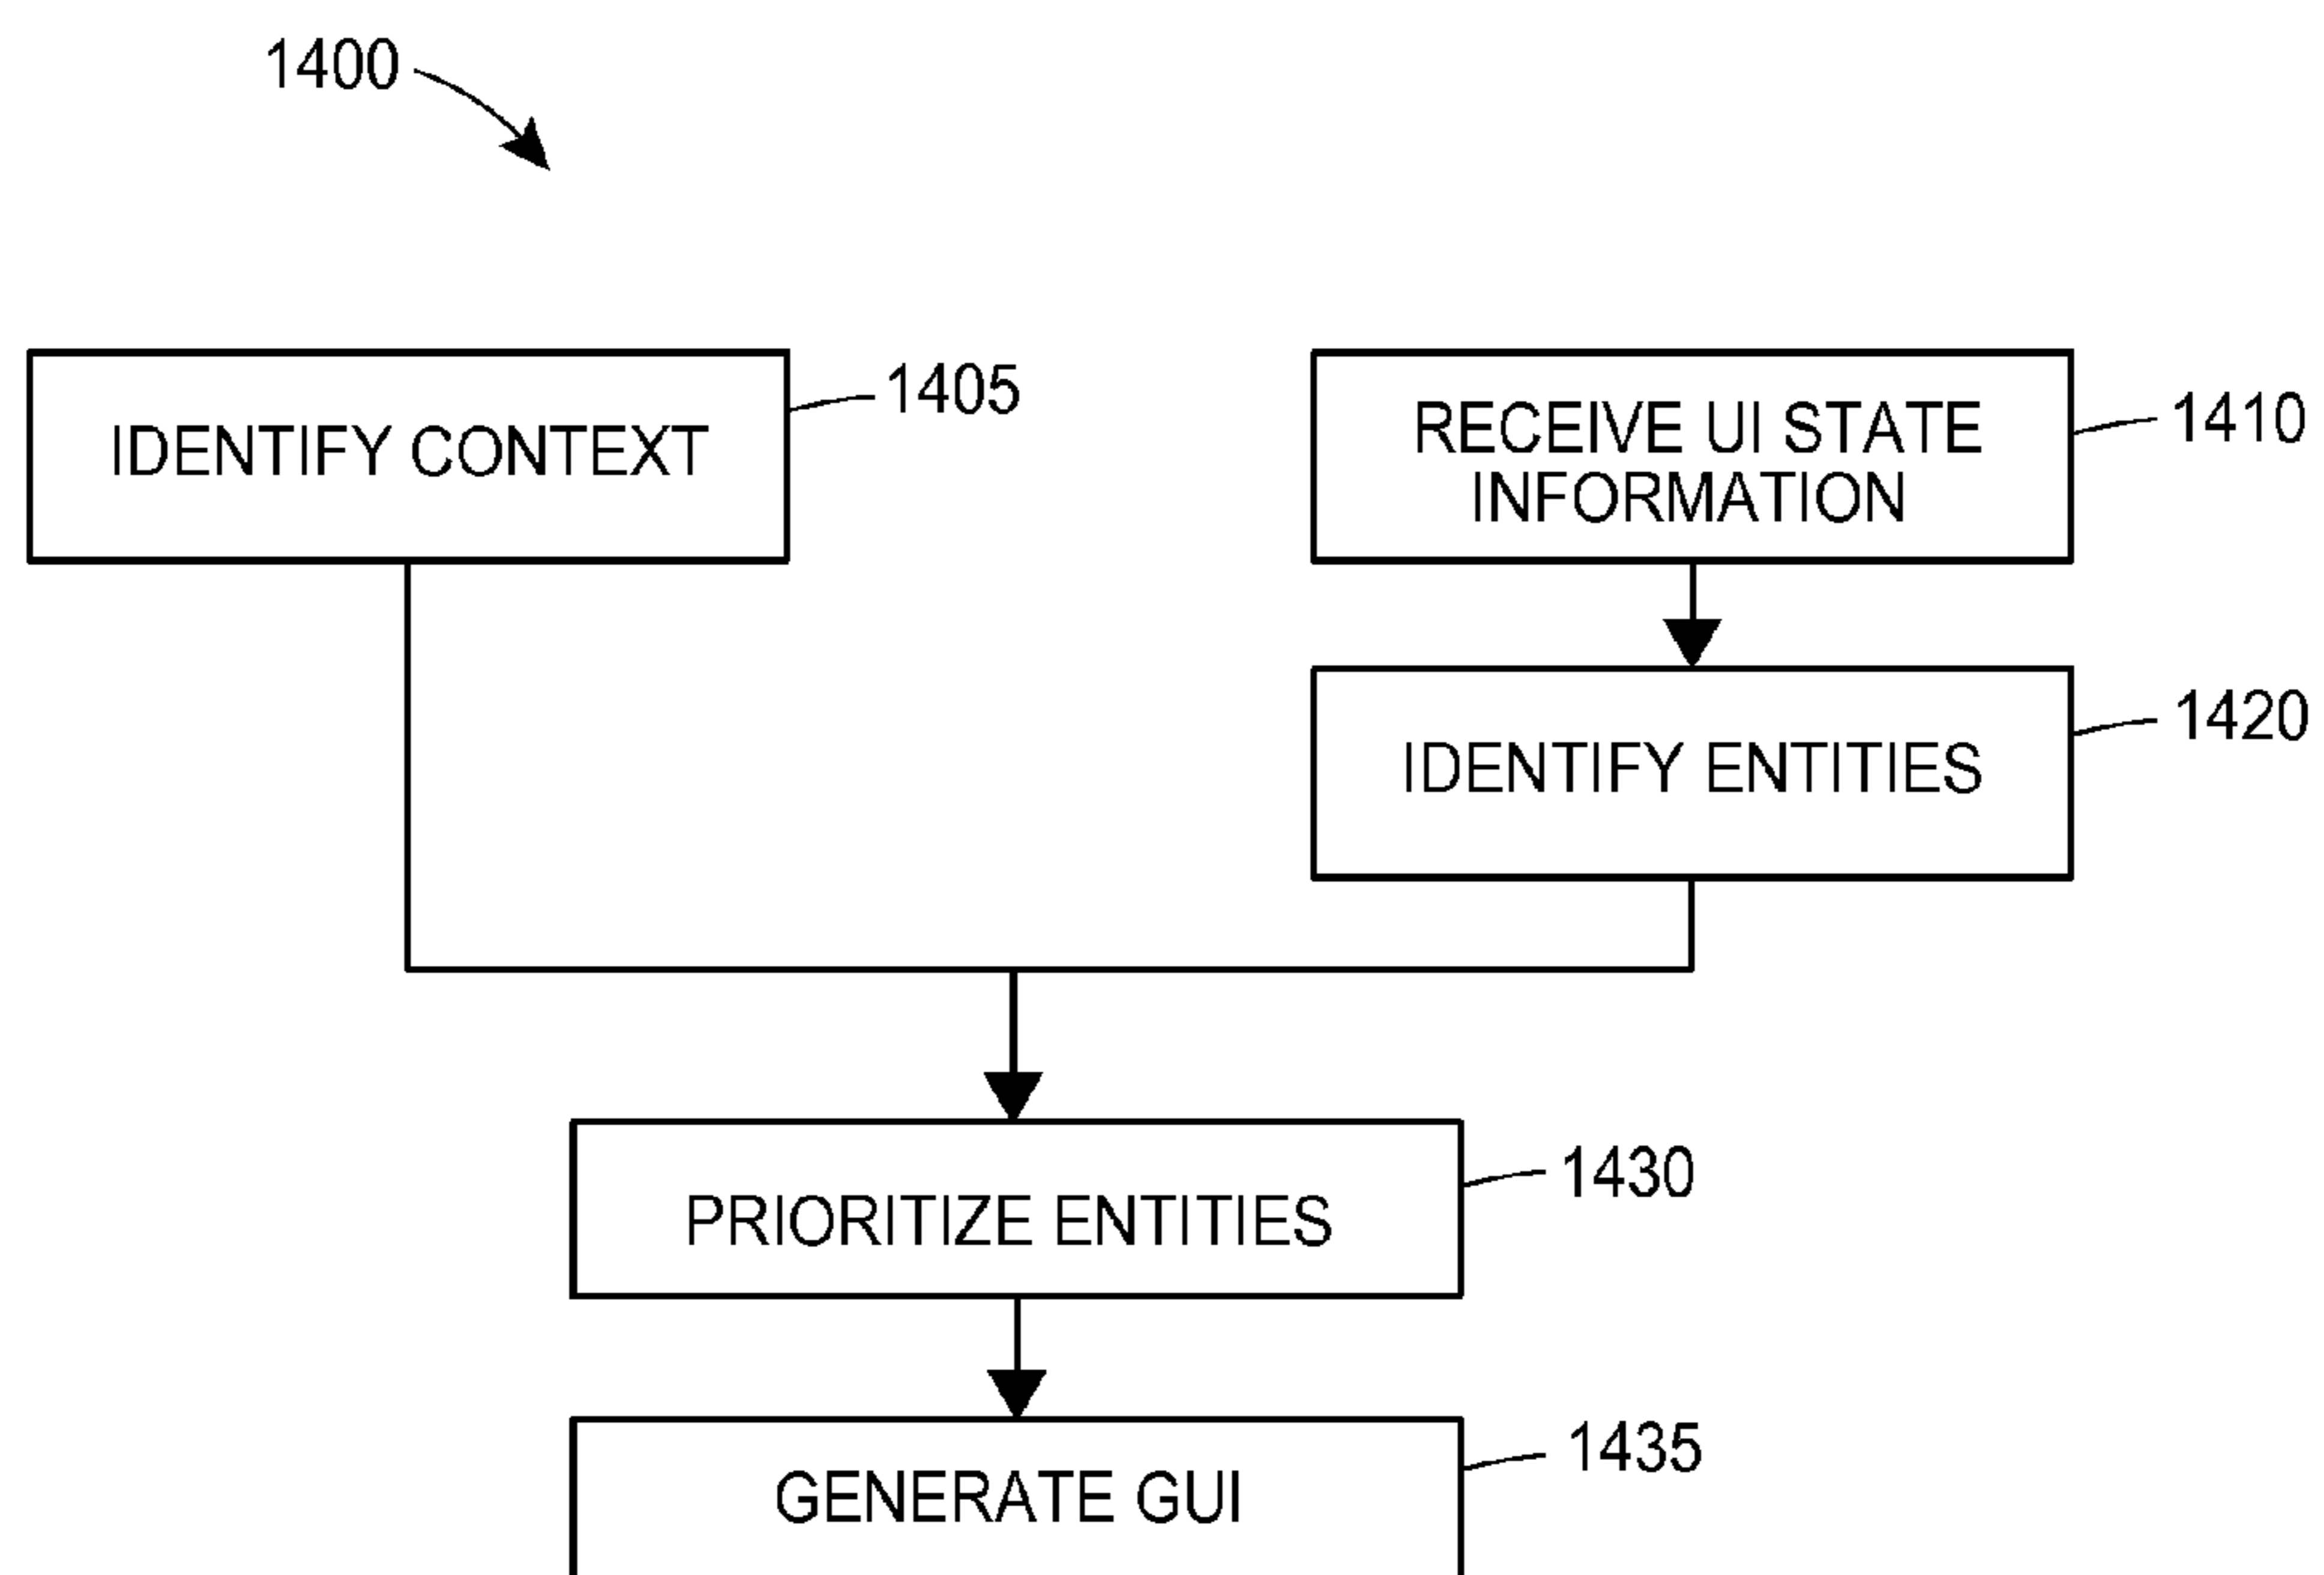 1400
IDENTIFY CONTEXT
1405
RECEIVE UI STATE
INFORMATION
1410
IDENTIFY ENTITIES
1420
PRIORITIZE ENTITIES
1430
GENERATE GUI
1435